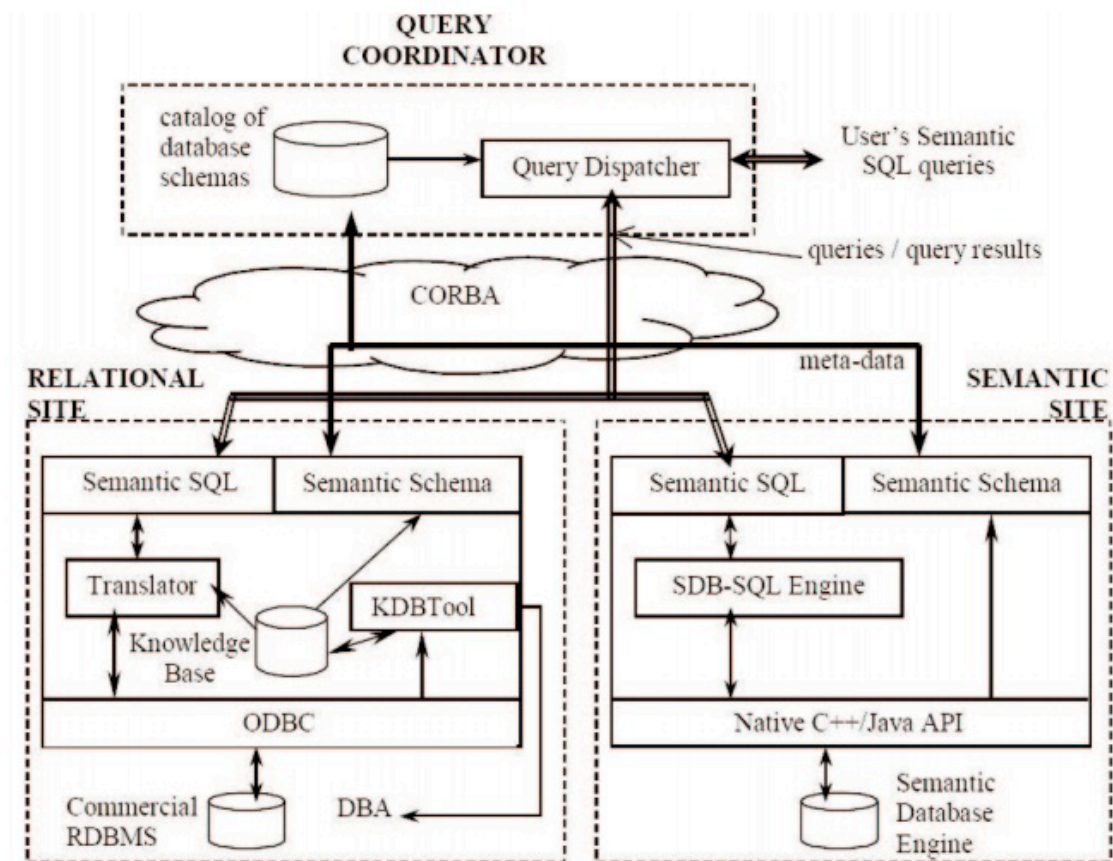 QUERY
COORDINATOR
catalog of
database
schemas
Query Dispatcher
User's Semantic
SQL queries
queries / query results
CORBA
meta-data
RELATIONAL
SITE
SEMANTIC
SITE
Semantic SQL
Semantic Schema
Semantic SQL
Semantic Schema
Translator
KDBTool
SDB-SQL Engine
Knowledge
Base
ODBC
Native C++/Java API
Commercial
RDBMS
DBA
Semantic
Database
Engine